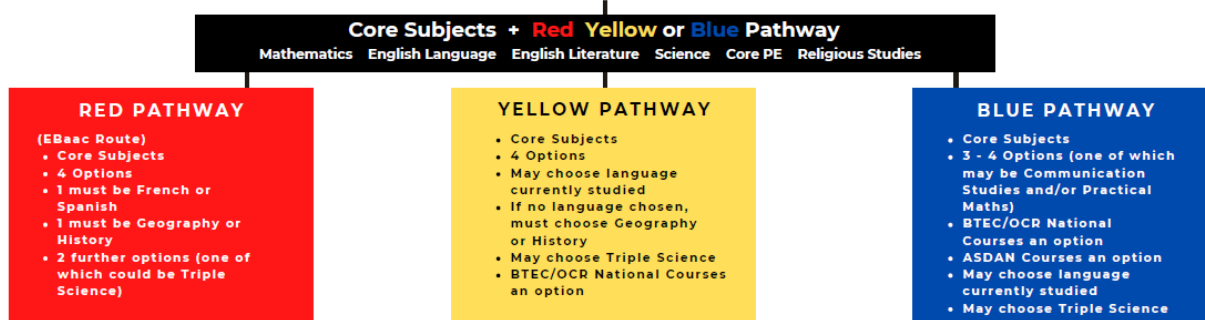 Core Subjects + Red Yellow or Blue Pathway
Mathematics English Language English Literature Science Core PE Religious Studies
RED PATHWAY
(EBaac Route)
• Core Subjects
• 4 Options
• 1 must be French or
Spanish
• 1 must be Geography or
History
• 2 further options (one of
which could be Triple
Science)
YELLOW PATHWAY
• Core Subjects
• 4 Options
• May choose language
currently studied
• If no language chosen,
must choose Geography
or History
• May choose Triple Science
• BTEC/OCR National Courses
an option
BLUE PATHWAY
• Core Subjects
• 3 - 4 Options (one of which
may be Communication
Studies and/or Practical
Maths)
• BTEC/OCR National
Courses an option
• ASDAN Courses an option
• May choose language
currently studied
• May choose Triple Science